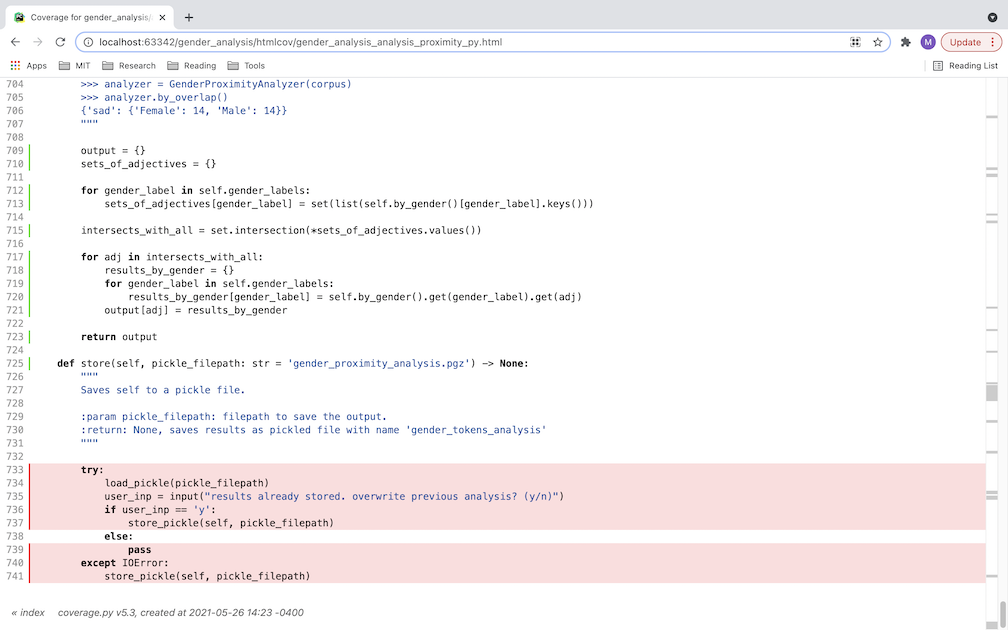 Coverage for gender_analysis/
localhost:63342/gender_analysis/htmlcov/gender_analysis_analysis_proximity_py.html
M
Update
Apps MIT Research Reading Tools Reading List
704 >>> analyzer = GenderProximityAnalyzer(corpus)
705 >>> analyzer.by_overlap()
706 {'sad': {'Female': 14, 'Male': 14}}
707 """
708
709 output = {}
710 sets_of_adjectives = {}
711
712 for gender_label in self.gender_labels:
713 sets_of_adjectives[gender_label] = set(list(self.by_gender()[gender_label].keys()))
714
715 intersects_with_all = set.intersection(*sets_of_adjectives.values())
716
717 for adj in intersects_with_all:
718 results_by_gender = {}
719 for gender_label in self.gender_labels:
720 results_by_gender[gender_label] = self.by_gender().get(gender_label).get(adj)
721 output[adj] = results_by_gender
722
723 return output
724
725 def store(self, pickle_filepath: str = 'gender_proximity_analysis.pgz') -> None:
726 """
727 Saves self to a pickle file.
728
729 :param pickle_filepath: filepath to save the output.
730 :return: None, saves results as pickled file with name 'gender_tokens_analysis'
731 """
732
733 try:
734 load_pickle(pickle_filepath)
735 user_inp = input("results already stored. overwrite previous analysis? (y/n)")
736 if user_inp == 'y':
737 store_pickle(self, pickle_filepath)
738 else:
739 pass
740 except IOError:
741 store_pickle(self, pickle_filepath)
« index coverage.py v5.3, created at 2021-05-26 14:23 -0400